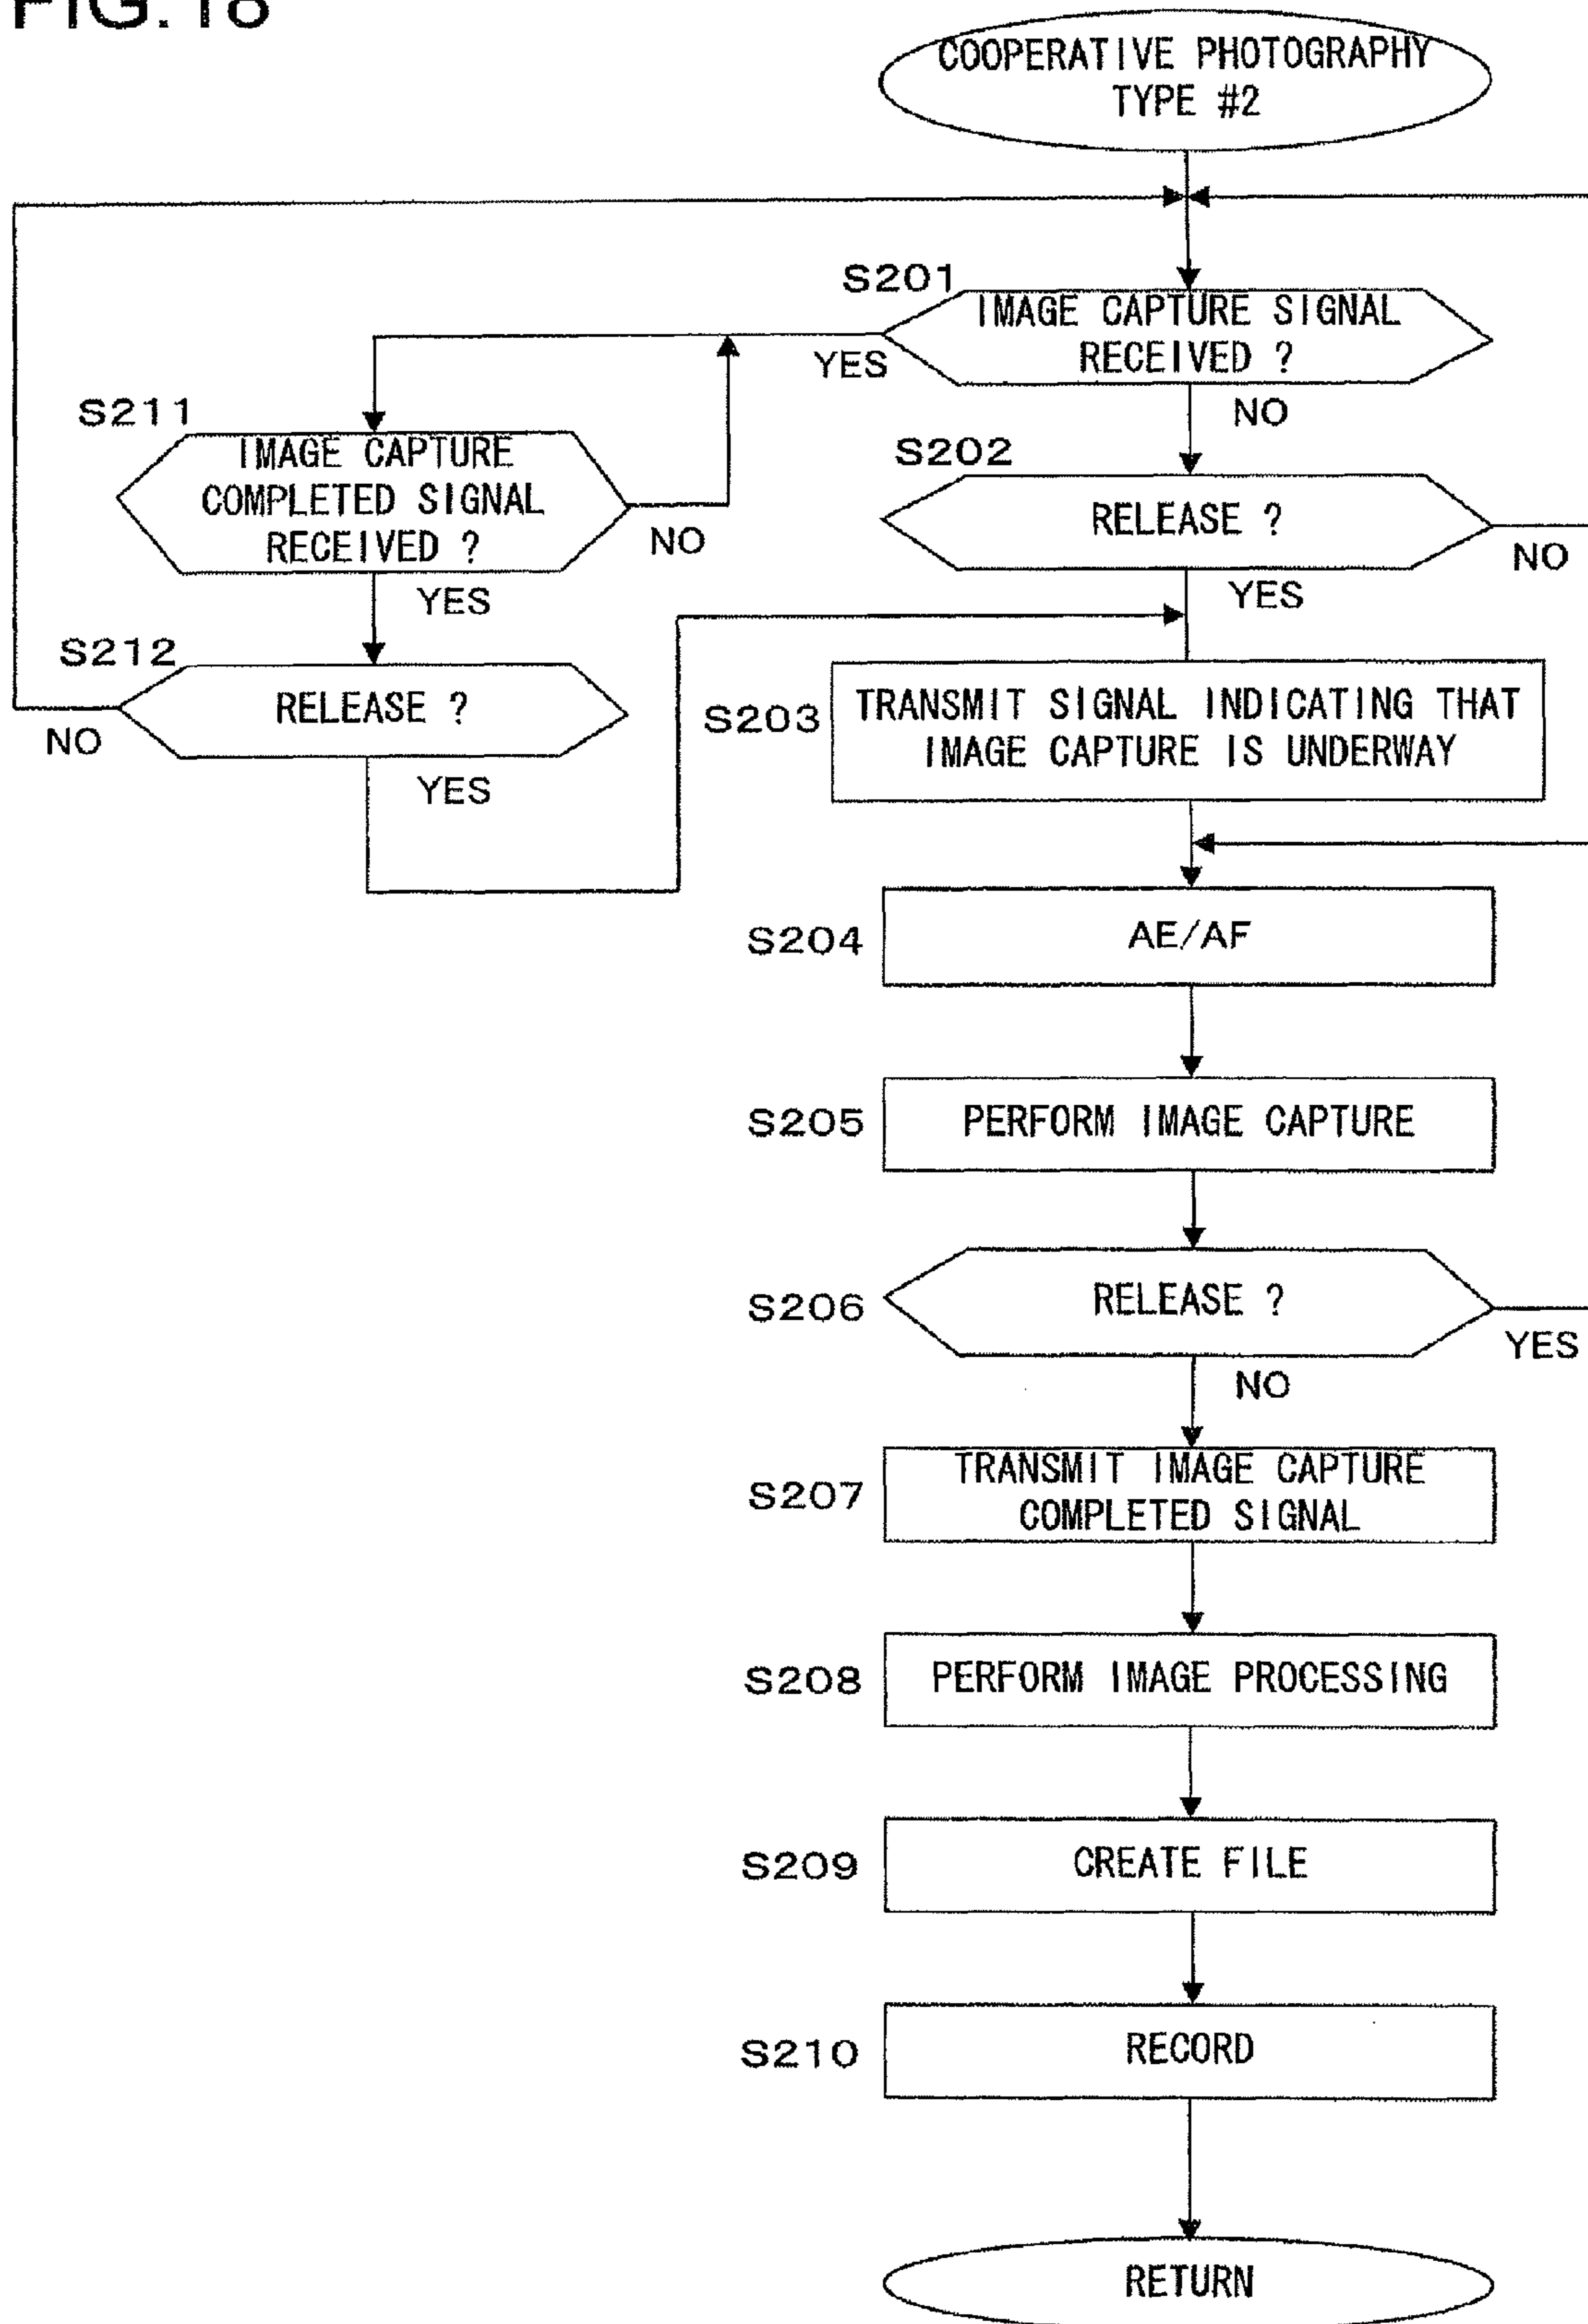 FIG. 18
COOPERATIVE PHOTOGRAPHY
TYPE #2
S201
IMAGE CAPTURE SIGNAL
RECEIVED ?
YES
NO
S211
IMAGE CAPTURE
COMPLETED SIGNAL
RECEIVED ?
NO
YES
S202
RELEASE ?
NO
YES
S212
RELEASE ?
NO
YES
S203
TRANSMIT SIGNAL INDICATING THAT
IMAGE CAPTURE IS UNDERWAY
S204
AE/AF
S205
PERFORM IMAGE CAPTURE
S206
RELEASE ?
YES
NO
S207
TRANSMIT IMAGE CAPTURE
COMPLETED SIGNAL
S208
PERFORM IMAGE PROCESSING
S209
CREATE FILE
S210
RECORD
RETURN